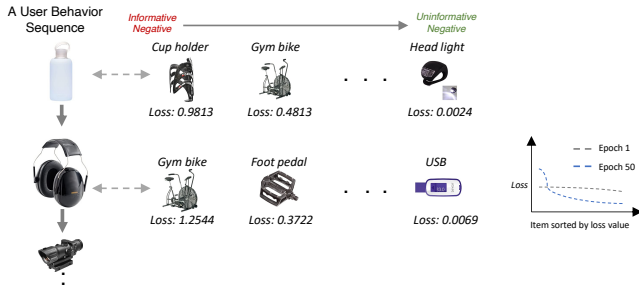 A User Behavior
Sequence
Informative
Negative
Uninformative
Negative
Cup holder
Gym bike
Head light
. . .
Loss: 0.9813
Loss: 0.4813
Loss: 0.0024
Gym bike
Foot pedal
USB
. . .
Loss: 1.2544
Loss: 0.3722
Loss: 0.0069
Epoch 1
Epoch 50
Loss
Item sorted by loss value